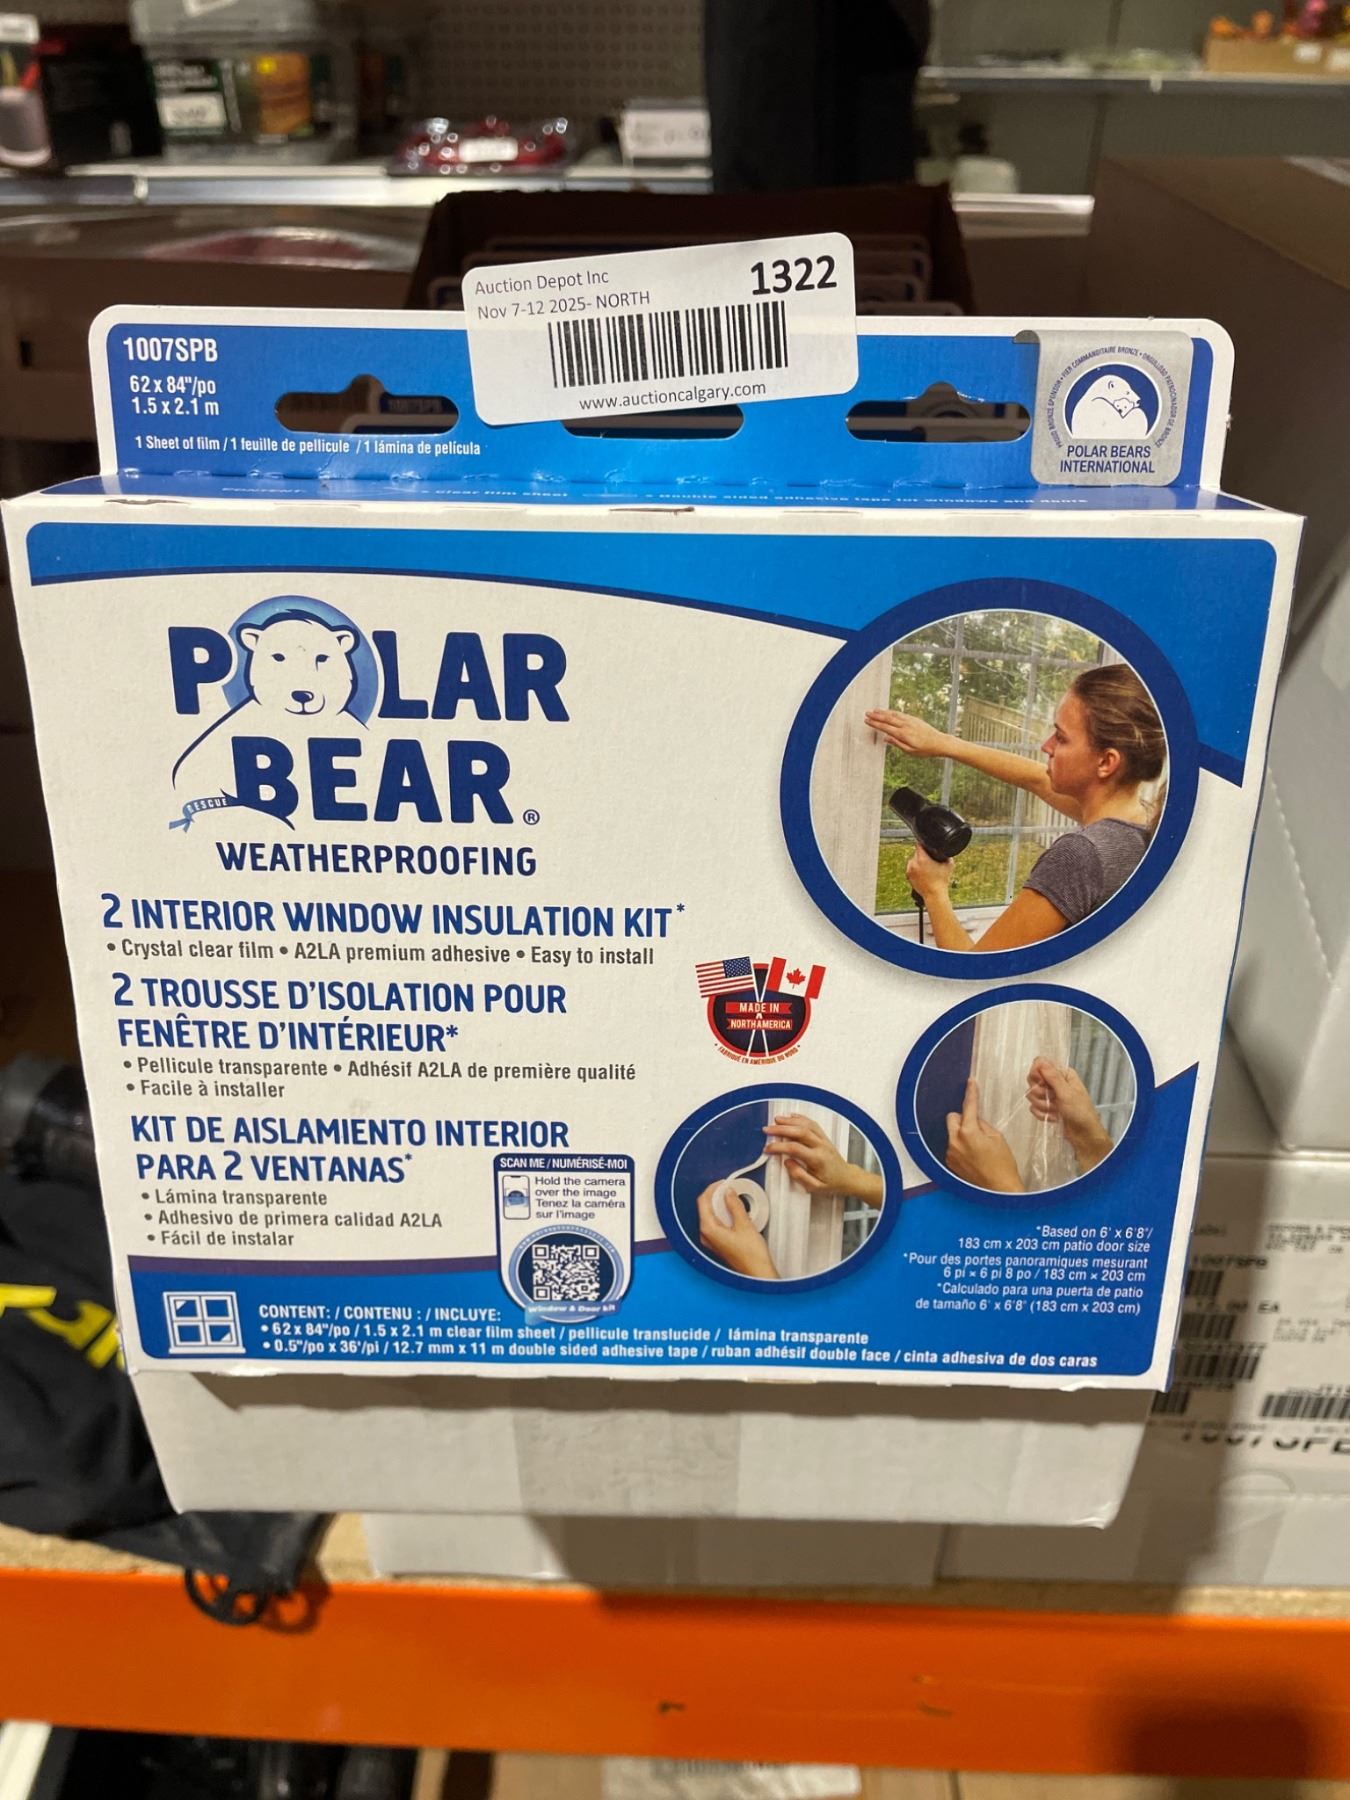 Auction Depot Inc
1322
Nov 7-12 2025- NORTH
www.auctioncalgary.com
1007SPB
62 x 84"/po
1.5 x 2.1 m
1 Sheet of film / 1 feuille de pellicule / 1 lámina de película
POLAR BEARS
INTERNATIONAL
POLAR
BEAR®
RESCUE
WEATHERPROOFING
2 INTERIOR WINDOW INSULATION KIT*
• Crystal clear film • A2LA premium adhesive • Easy to install
2 TROUSSE D'ISOLATION POUR
FENÊTRE D'INTÉRIEUR*
• Pellicule transparente • Adhésif A2LA de première qualité
• Facile à installer
MADE IN
NORTH AMERICA
FABRIQUÉ EN AMÉRIQUE DU NORD
KIT DE AISLAMIENTO INTERIOR
PARA 2 VENTANAS*
• Lámina transparente
• Adhesivo de primera calidad A2LA
• Fácil de instalar
SCAN ME / NUMÉRISÉ-MOI
Hold the camera
over the image
Tenez la caméra
sur l'image
Window & Door kit
*Based on 6' x 6'8"/
183 cm x 203 cm patio door size
*Pour des portes panoramiques mesurant
6 pi × 6 pi 8 po / 183 cm × 203 cm
*Calculado para una puerta de patio
de tamaño 6' x 6'8" (183 cm x 203 cm)
CONTENT: / CONTENU : / INCLUYE:
• 62 x 84"/po / 1.5 x 2.1 m clear film sheet / pellicule translucide / lámina transparente
• 0.5"/po x 36'/pi / 12.7 mm x 11 m double sided adhesive tape / ruban adhésif double face / cinta adhesiva de dos caras